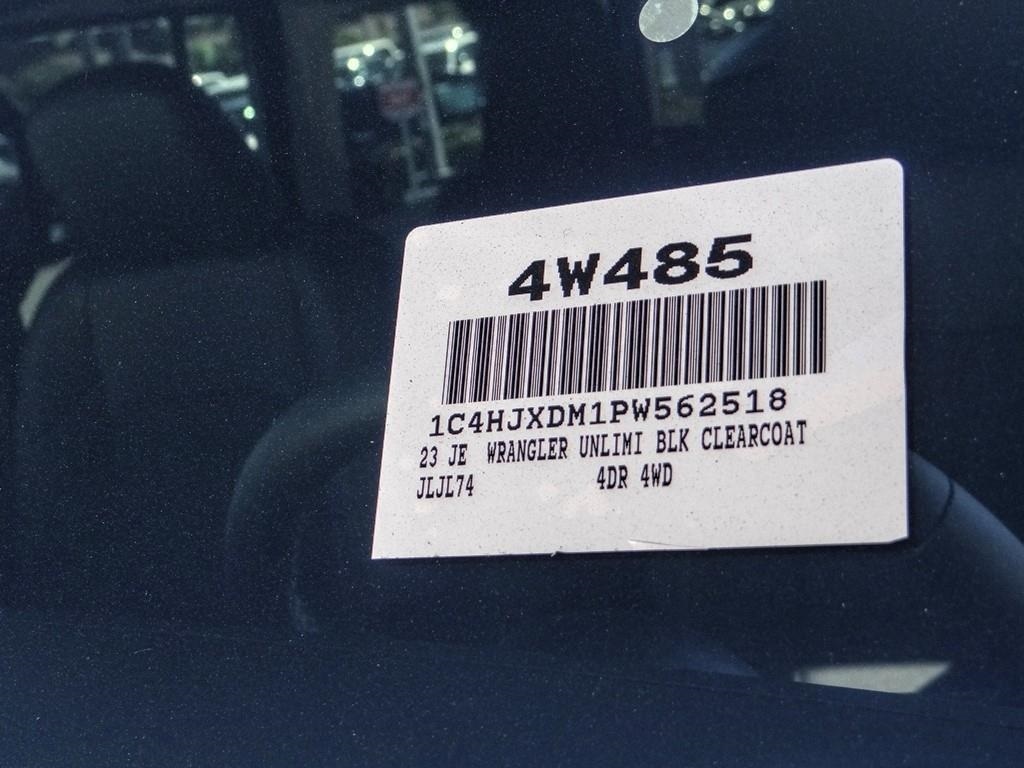 4W485
1C4HJXDM1PW562518
23 JE WRANGLER UNLIMI BLK CLEARCOAT
JLJL74 4DR 4WD